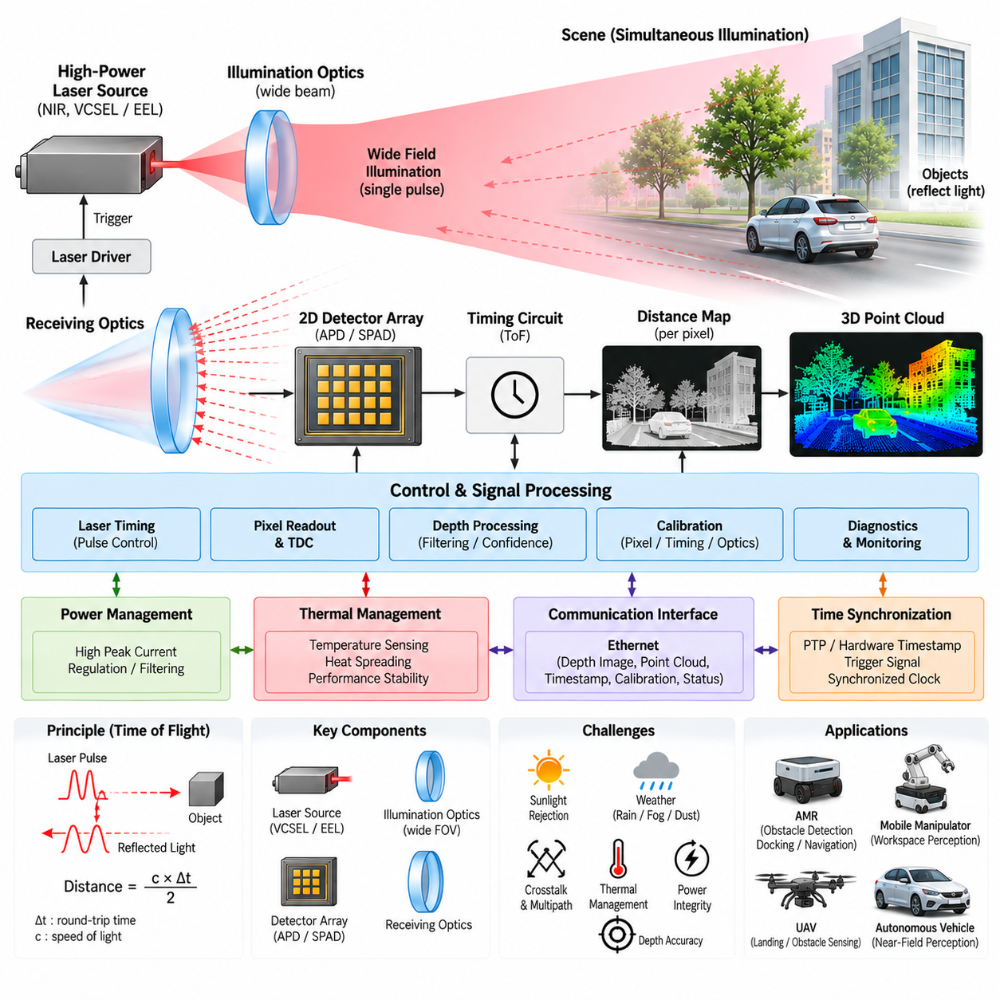 Scene (Simultaneous Illumination)
High-Power
Laser Source
(NIR, VCSEL / EEL)
Illumination Optics
(wide beam)
Wide Field
Illumination
(single pulse)
Objects
(reflect light)
Trigger
Laser Driver
Receiving Optics
2D Detector Array
(APD / SPAD)
Timing Circuit
(ToF)
Distance Map
(per pixel)
3D Point Cloud
Control & Signal Processing
Laser Timing
(Pulse Control)
Pixel Readout
& TDC
Depth Processing
(Filtering / Confidence)
Calibration
(Pixel / Timing / Optics)
Diagnostics
& Monitoring
Power Management
High Peak Current
Regulation / Filtering
Thermal Management
Temperature Sensing
Heat Spreading
Performance Stability
Communication Interface
Ethernet
(Depth Image, Point Cloud,
Timestamp, Calibration, Status)
Time Synchronization
PTP / Hardware Timestamp
Trigger Signal
Synchronized Clock
Principle (Time of Flight)
Laser Pulse
Object
Reflected Light
Distance = c × Δt / 2
Δt : round-trip time
c : speed of light
Key Components
Laser Source
(VCSEL / EEL)
Illumination Optics
(wide FOV)
Detector Array
(APD / SPAD)
Receiving Optics
Challenges
Sunlight
Rejection
Weather
(Rain / Fog / Dust)
Crosstalk
& Multipath
Thermal
Management
Power
Integrity
Depth Accuracy
Applications
AMR
(Obstacle Detection
Docking / Navigation)
Mobile Manipulator
(Workspace Perception)
UAV
(Landing / Obstacle Sensing)
Autonomous Vehicle
(Near-Field Perception)